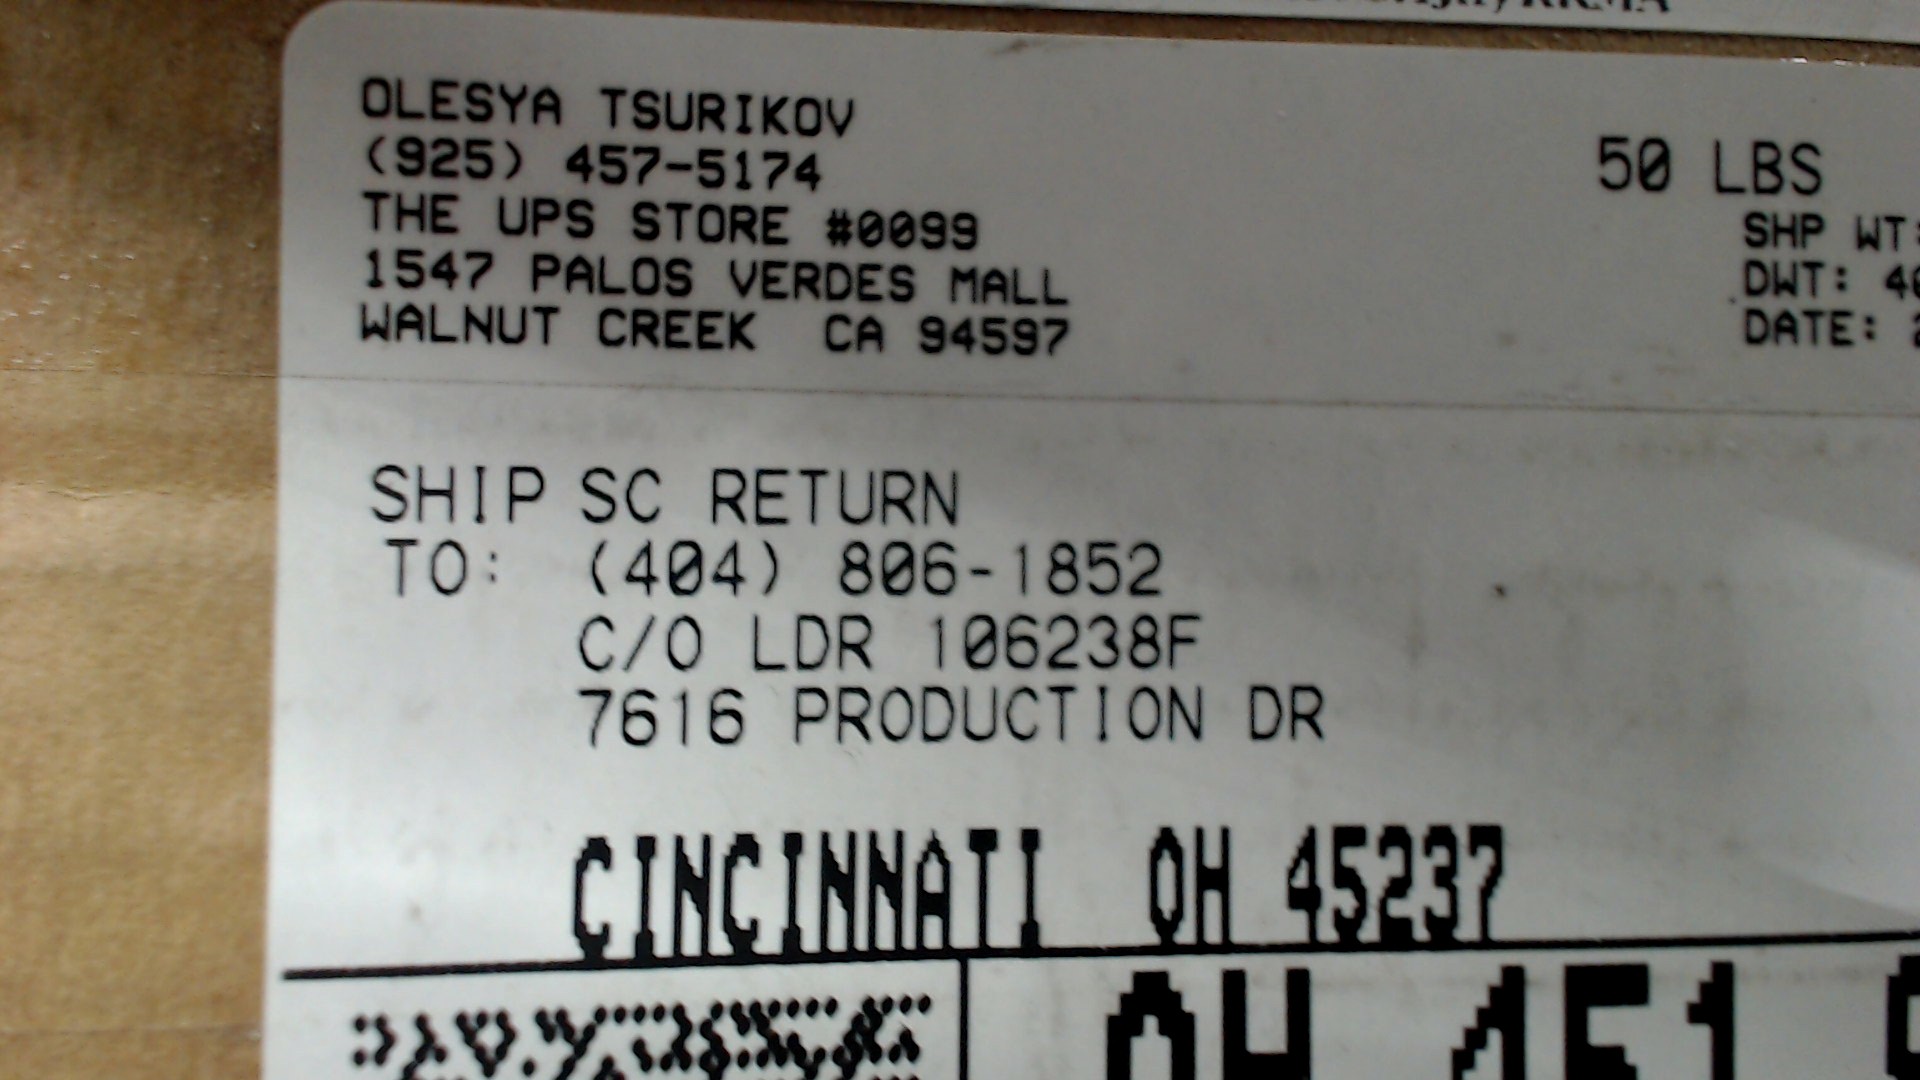 OLESYA TSURIKOV
(925) 457-5174
THE UPS STORE #0099
1547 PALOS VERDES MALL
WALNUT CREEK CA 94597
50 LBS
SHP WT:
DWT:
DATE:
SHIP SC RETURN
TO: (404) 806-1852
C/O LDR 106238F
7616 PRODUCTION DR
CINCINNATI OH 45237
OH 451